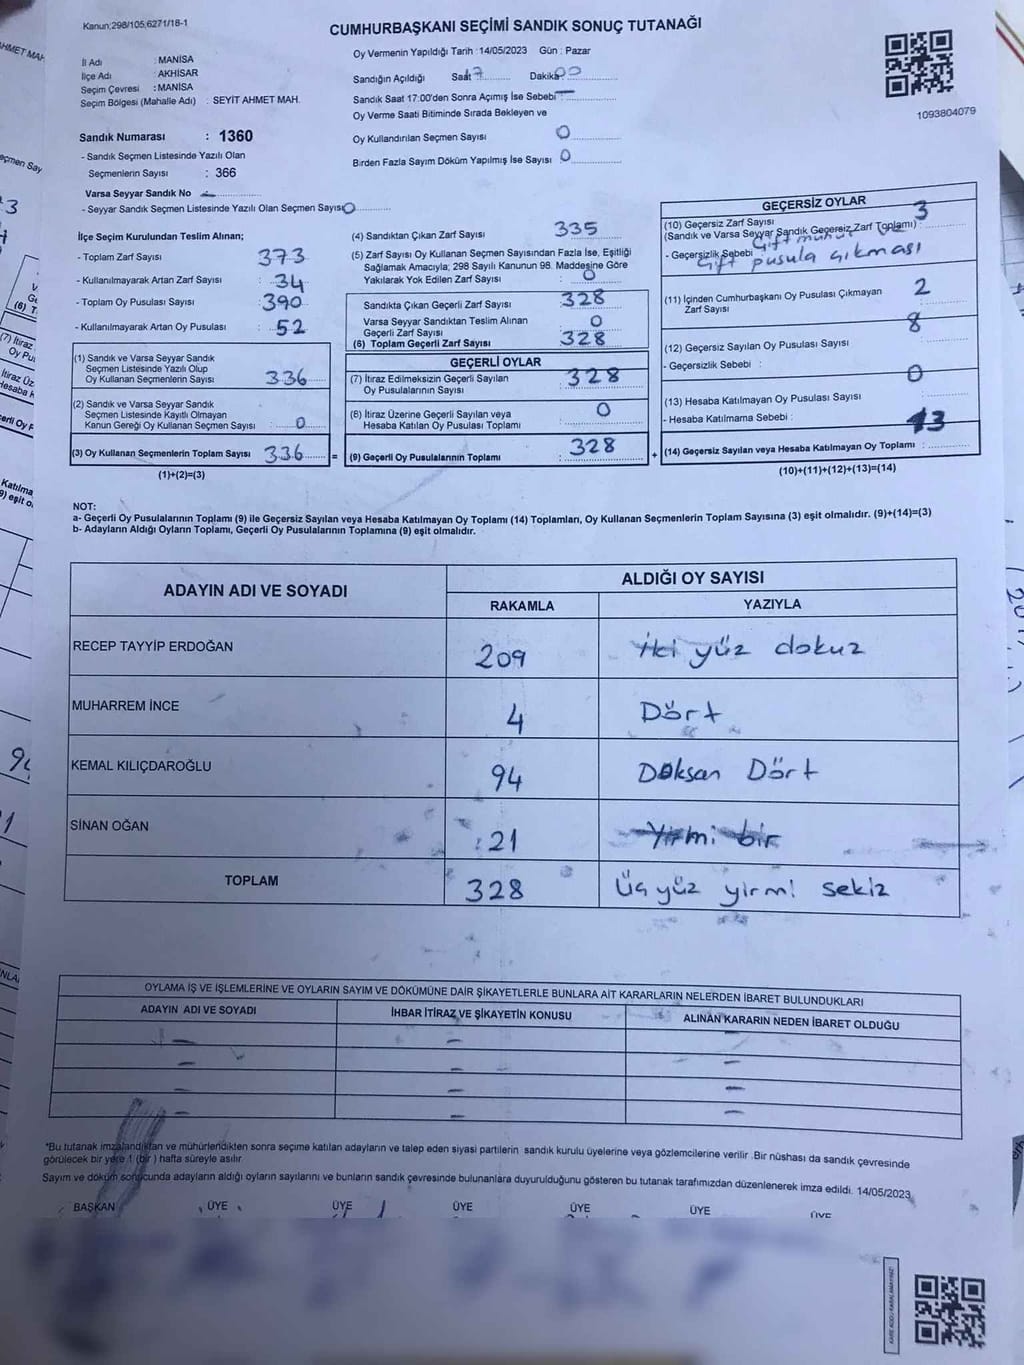 Kanun:298/105,6271/18-1
CUMHURBAŞKANI SEÇİMİ SANDIK SONUÇ TUTANAĞI
Oy Vermenin Yapıldığı Tarih : 14/05/2023 Gün : Pazar
İl Adı : MANİSA
İlçe Adı : AKHİSAR
Seçim Çevresi : MANİSA
Seçim Bölgesi (Mahalle Adı) : SEYİT AHMET MAH.
Sandığın Açıldığı Saat 7 Dakika 00
Sandık Saat 17:00'den Sonra Açımış İse Sebebi
Oy Verme Saati Bitiminde Sırada Bekleyen ve
Oy Kullandırılan Seçmen Sayısı 0
Birden Fazla Sayım Döküm Yapılmış İse Sayısı 0
1093804079
Sandık Numarası : 1360
- Sandık Seçmen Listesinde Yazılı Olan
Seçmenlerin Sayısı : 366
Varsa Seyyar Sandık No
- Seyyar Sandık Seçmen Listesinde Yazılı Olan Seçmen Sayısı 0
İlçe Seçim Kurulundan Teslim Alınan;
- Toplam Zarf Sayısı : 373
- Kullanılmayarak Artan Zarf Sayısı : 34
- Toplam Oy Pusulası Sayısı : 390
- Kullanılmayarak Artan Oy Pusulası : 52
(1) Sandık ve Varsa Seyyar Sandık
Seçmen Listesinde Yazılı Olup
Oy Kullanan Seçmenlerin Sayısı 336
(2) Sandık ve Varsa Seyyar Sandık
Seçmen Listesinde Kayıtlı Olmayan
Kanun Gereği Oy Kullanan Seçmen Sayısı : 0
(3) Oy Kullanan Seçmenlerin Toplam Sayısı 336 =
(1)+(2)=(3)
(4) Sandıktan Çıkan Zarf Sayısı 335
(5) Zarf Sayısı Oy Kullanan Seçmen Sayısından Fazla İse, Eşitliği
Sağlamak Amacıyla; 298 Sayılı Kanunun 98. Maddesine Göre
Yakılarak Yok Edilen Zarf Sayısı 0
Sandıkta Çıkan Geçerli Zarf Sayısı 328
Varsa Seyyar Sandıktan Teslim Alınan
Geçerli Zarf Sayısı 0
(6) Toplam Geçerli Zarf Sayısı 328
GEÇERLİ OYLAR
(7) İtiraz Edilmeksizin Geçerli Sayılan
Oy Pusulalarının Sayısı 328
(8) İtiraz Üzerine Geçerli Sayılan veya
Hesaba Katılan Oy Pusulası Toplamı 0
(9) Geçerli Oy Pusulalarının Toplamı 328 +
GEÇERSİZ OYLAR
(10) Geçersiz Zarf Sayısı 3
(Sandık ve Varsa Seyyar Sandık Geçersiz Zarf Toplamı) :
- Geçersizlik Sebebi Çift mühür ve
Çift pusula çıkması
(11) İçinden Cumhurbaşkanı Oy Pusulası Çıkmayan 2
Zarf Sayısı
8
(12) Geçersiz Sayılan Oy Pusulası Sayısı
- Geçersizlik Sebebi :
0
(13) Hesaba Katılmayan Oy Pusulası Sayısı
- Hesaba Katılmama Sebebi : 13
(14) Geçersiz Sayılan veya Hesaba Katılmayan Oy Toplamı :
(10)+(11)+(12)+(13)=(14)
NOT:
a- Geçerli Oy Pusulalarının Toplamı (9) ile Geçersiz Sayılan veya Hesaba Katılmayan Oy Toplamı (14) Toplamları, Oy Kullanan Seçmenlerin Toplam Sayısına (3) eşit olmalıdır. (9)+(14)=(3)
b- Adayların Aldığı Oyların Toplamı, Geçerli Oy Pusulalarının Toplamına (9) eşit olmalıdır.
ADAYIN ADI VE SOYADI
ALDIĞI OY SAYISI
RAKAMLA YAZIYLA
RECEP TAYYİP ERDOĞAN 209 İki yüz dokuz
MUHARREM İNCE 4 Dört
KEMAL KILIÇDAROĞLU 94 Doksan Dört
SİNAN OĞAN 21 Yirmi bir
TOPLAM 328 Üç yüz yirmi sekiz
OYLAMA İŞ VE İŞLEMLERİNE VE OYLARIN SAYIM VE DÖKÜMÜNE DAİR ŞİKAYETLERLE BUNLARA AİT KARARLARIN NELERDEN İBARET BULUNDUKLARI
ADAYIN ADI VE SOYADI İHBAR İTİRAZ VE ŞİKAYETİN KONUSU ALINAN KARARIN NEDEN İBARET OLDUĞU
*Bu tutanak imzalandıktan ve mühürlendikten sonra seçime katılan adayların ve talep eden siyasi partilerin sandık kurulu üyelerine veya gözlemcilerine verilir .Bir nüshası da sandık çevresinde
görülecek bir yere 1 (bir ) hafta süreyle asılır
Sayım ve döküm sonucunda adayların aldığı oyların sayılarını ve bunların sandık çevresinde bulunanlara duyurulduğunu gösteren bu tutanak tarafımızdan düzenlenerek imza edildi. 14/05/2023
BAŞKAN ÜYE ÜYE ÜYE ÜYE ÜYE ÜYE